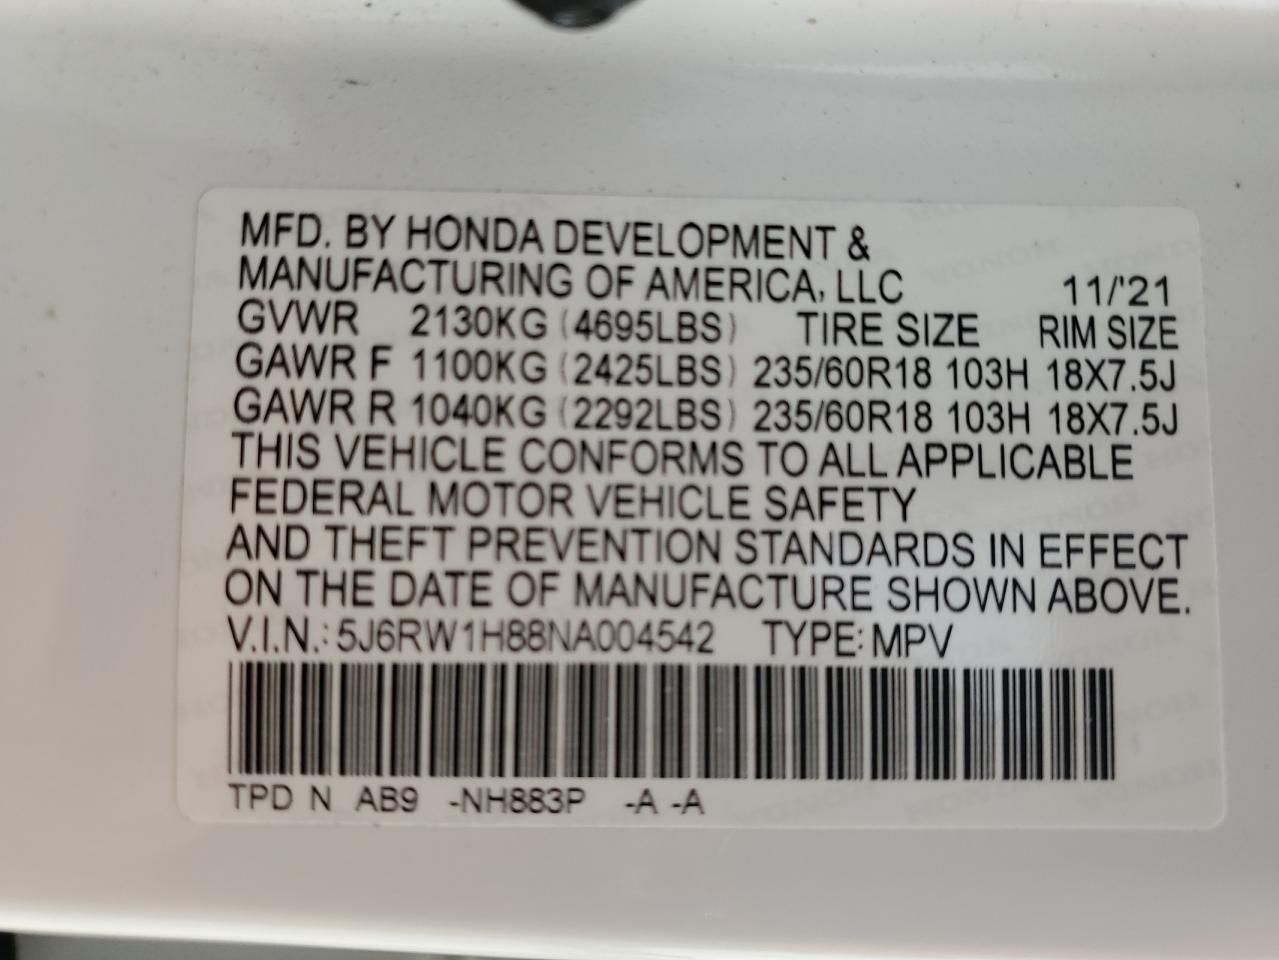 MFD. BY HONDA DEVELOPMENT &
MANUFACTURING OF AMERICA, LLC 11/'21
GVWR 2130KG (4695LBS) TIRE SIZE RIM SIZE
GAWR F 1100KG (2425LBS) 235/60R18 103H 18X7.5J
GAWR R 1040KG (2292LBS) 235/60R18 103H 18X7.5J
THIS VEHICLE CONFORMS TO ALL APPLICABLE
FEDERAL MOTOR VEHICLE SAFETY
AND THEFT PREVENTION STANDARDS IN EFFECT
ON THE DATE OF MANUFACTURE SHOWN ABOVE.
V.I.N.: 5J6RW1H88NA004542 TYPE: MPV
TPD N AB9 -NH883P -A -A